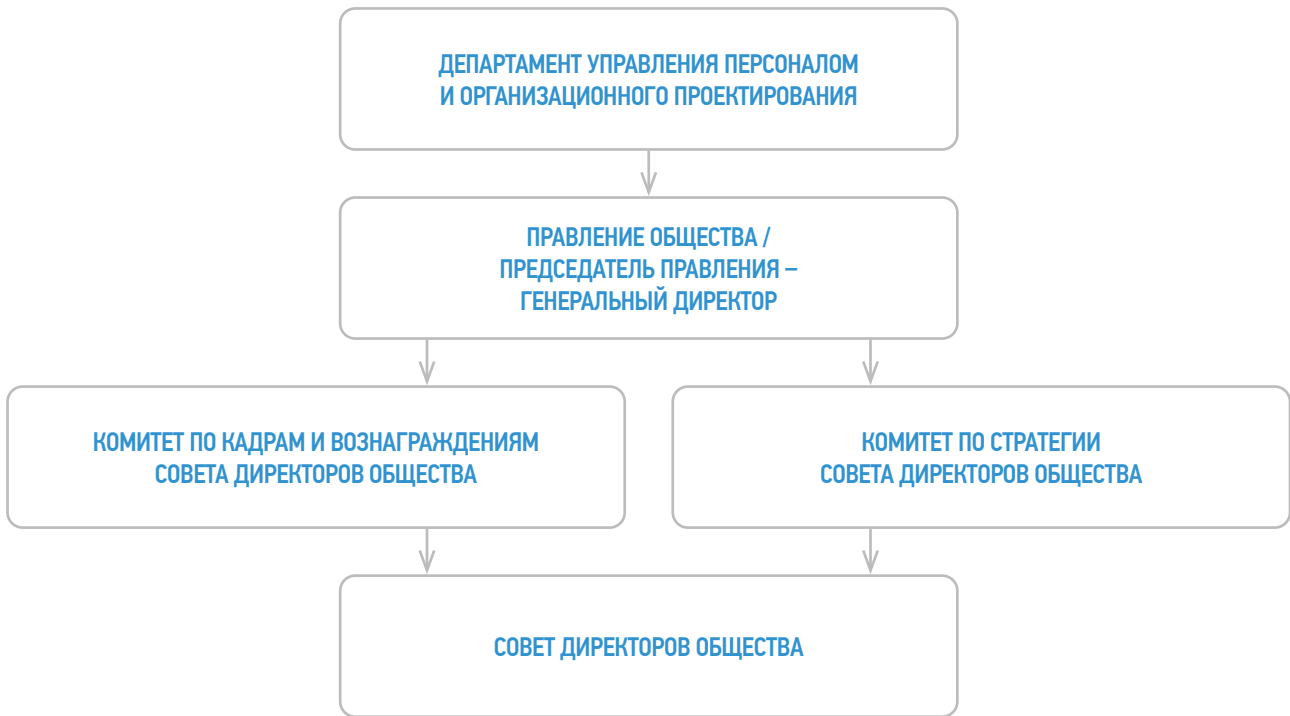 ДЕПАРТАМЕНТ УПРАВЛЕНИЯ ПЕРСОНАЛОМ
И ОРГАНИЗАЦИОННОГО ПРОЕКТИРОВАНИЯ
ПРАВЛЕНИЕ ОБЩЕСТВА /
ПРЕДСЕДАТЕЛЬ ПРАВЛЕНИЯ –
ГЕНЕРАЛЬНЫЙ ДИРЕКТОР
КОМИТЕТ ПО КАДРАМ И ВОЗНАГРАЖДЕНИЯМ
СОВЕТА ДИРЕКТОРОВ ОБЩЕСТВА
КОМИТЕТ ПО СТРАТЕГИИ
СОВЕТА ДИРЕКТОРОВ ОБЩЕСТВА
СОВЕТ ДИРЕКТОРОВ ОБЩЕСТВА